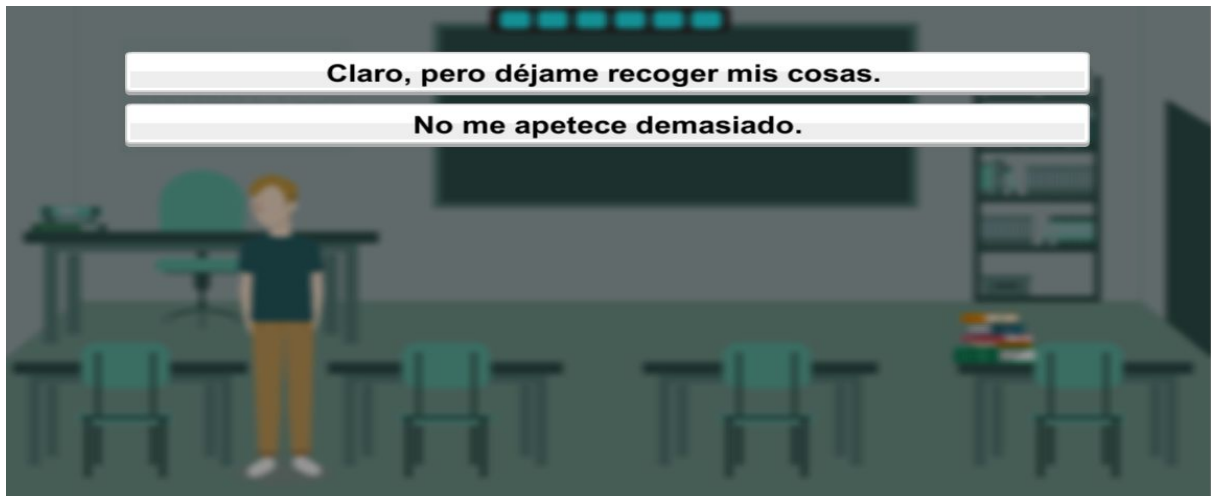 Claro, pero déjame recoger mis cosas.
No me apetece demasiado.